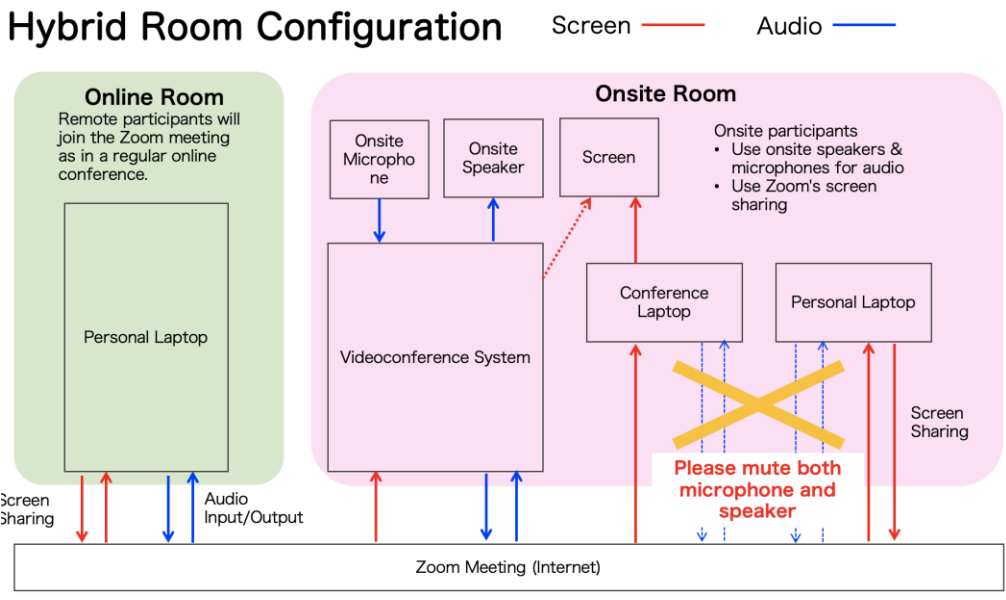 Hybrid Room Configuration
Screen
Audio
Online Room
Remote participants will
join the Zoom meeting
as in a regular online
conference.
Personal Laptop
Onsite Room
Onsite
Micropho
ne
Onsite
Speaker
Screen
Onsite participants
• Use onsite speakers &
microphones for audio
• Use Zoom's screen
sharing
Videoconference System
Conference
Laptop
Personal Laptop
Screen
Sharing
Please mute both
microphone and
speaker
Screen
Sharing
Audio
Input/Output
Zoom Meeting (Internet)